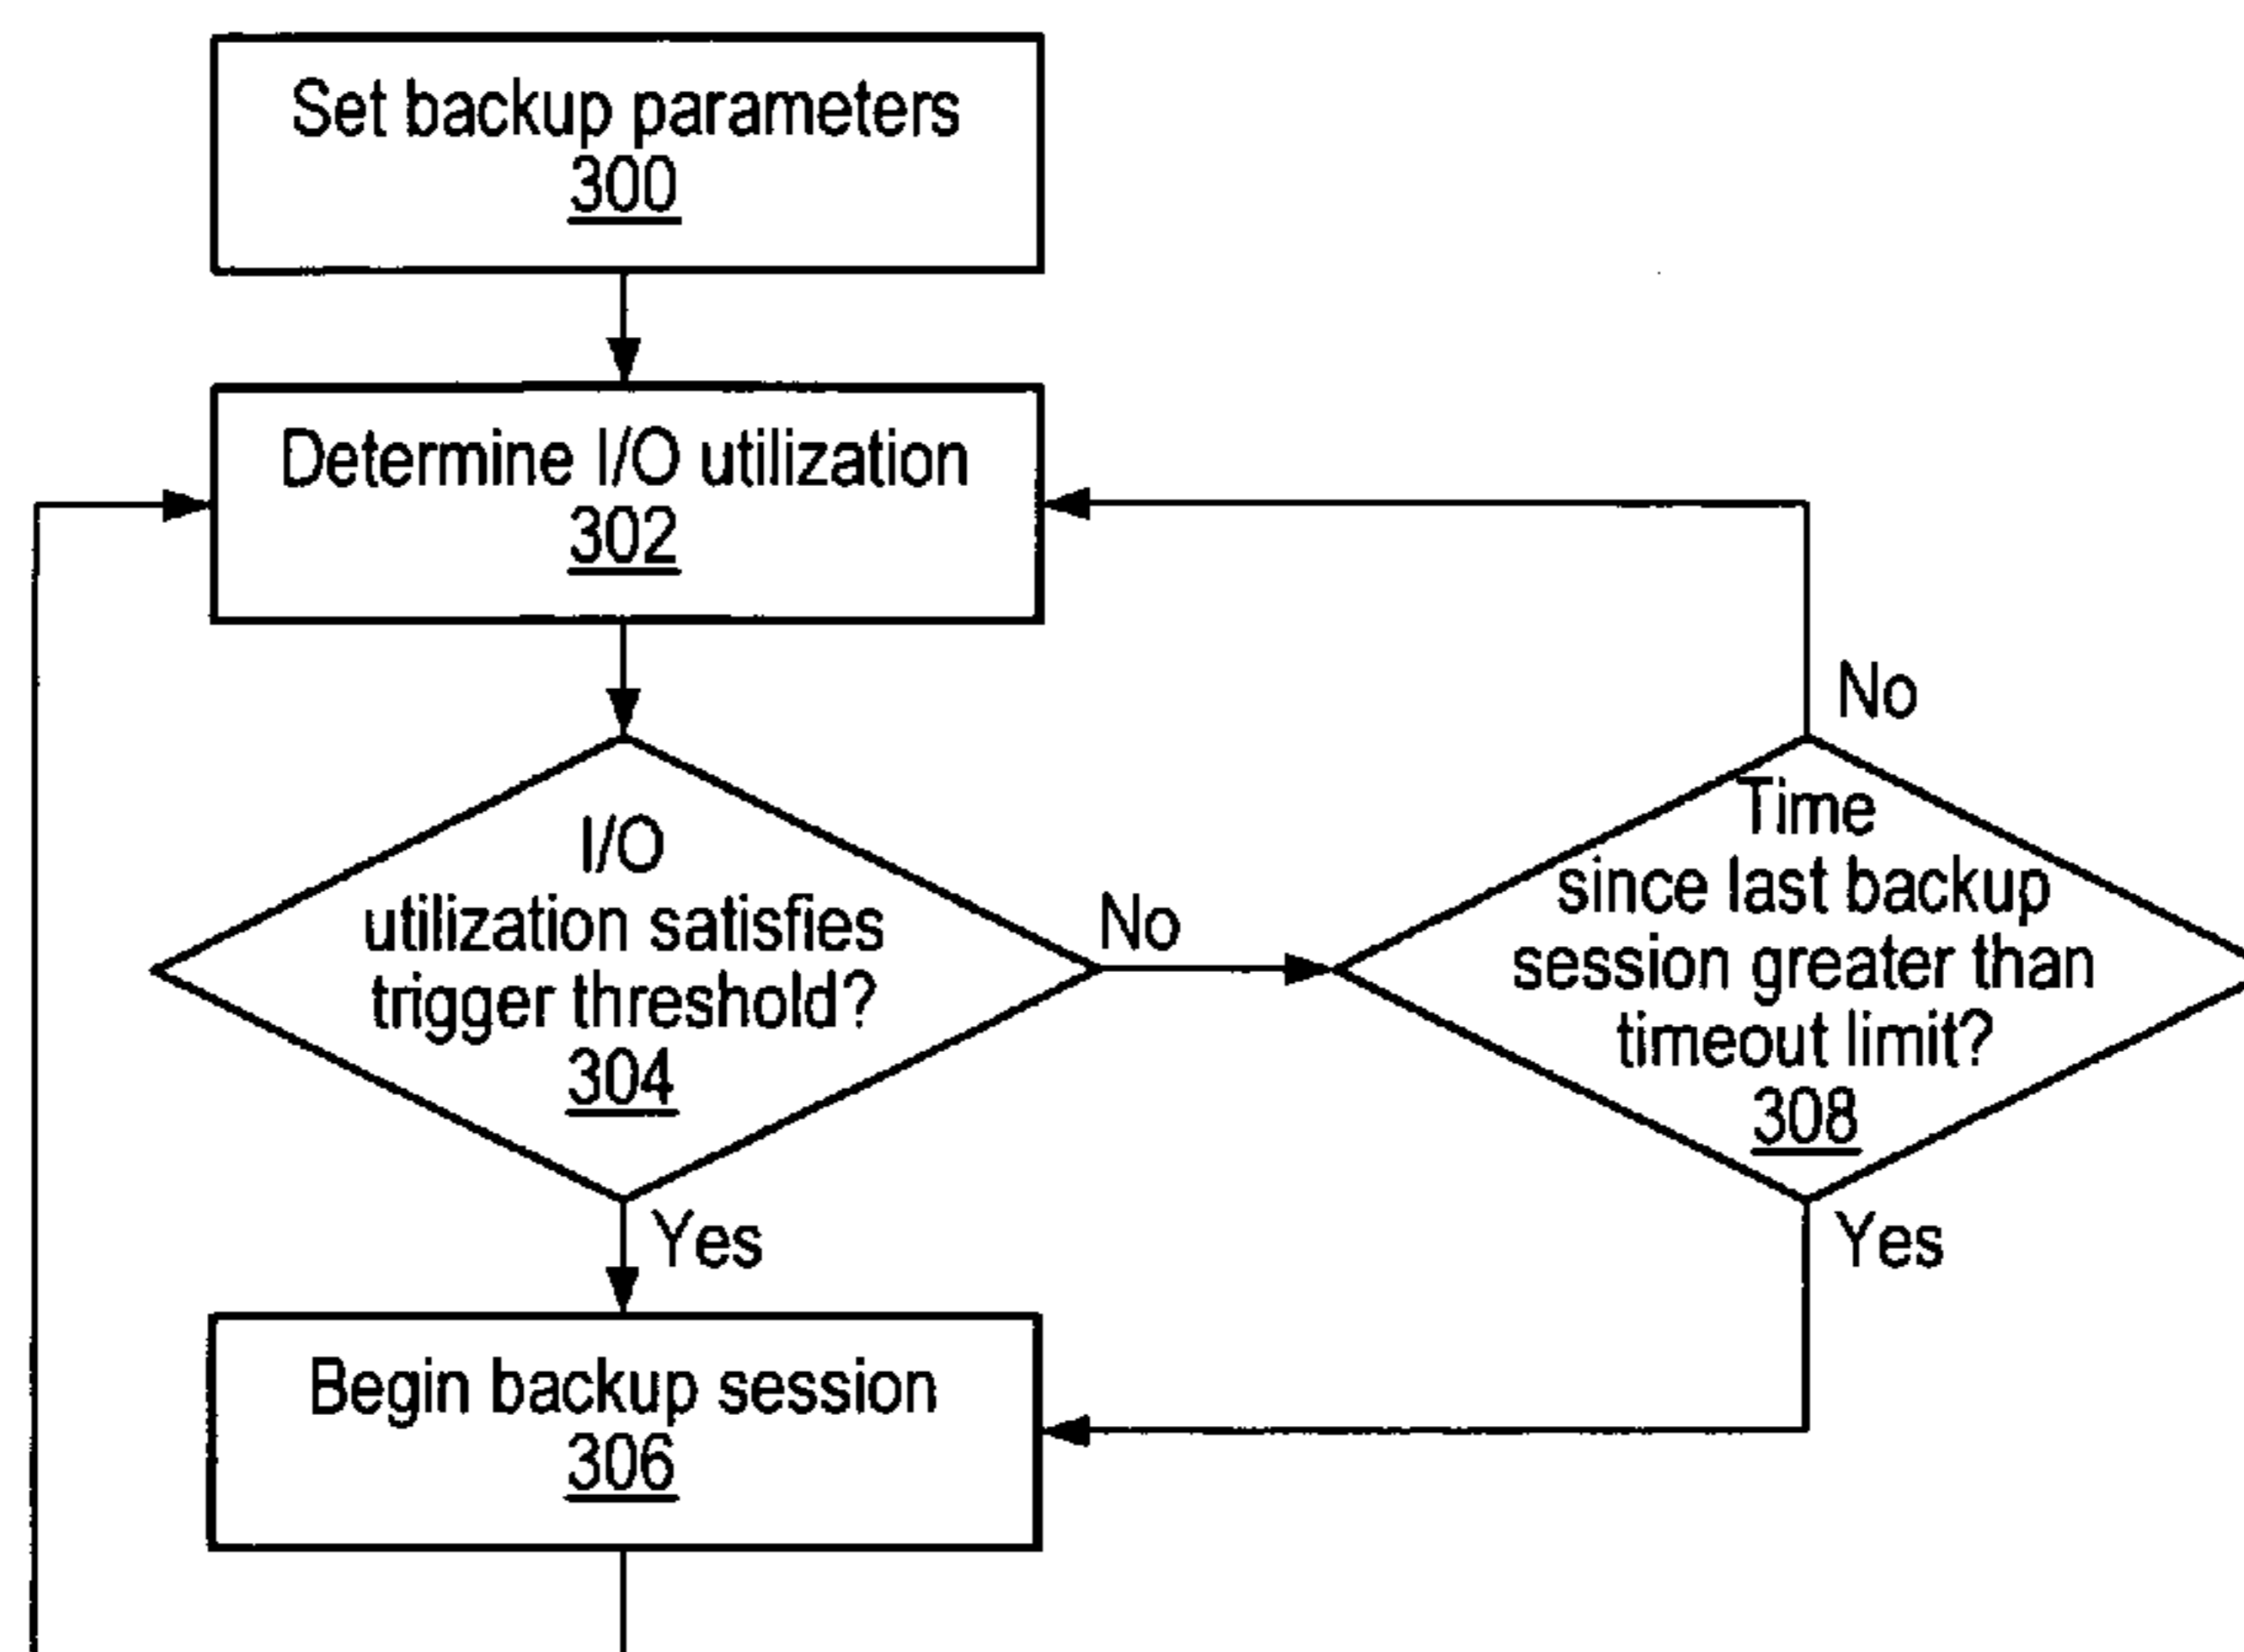 Set backup parameters
300
Determine I/O utilization
302
I/O
utilization satisfies
trigger threshold?
304
No
Yes
No
Time
since last backup
session greater than
timeout limit?
308
Yes
Begin backup session
306